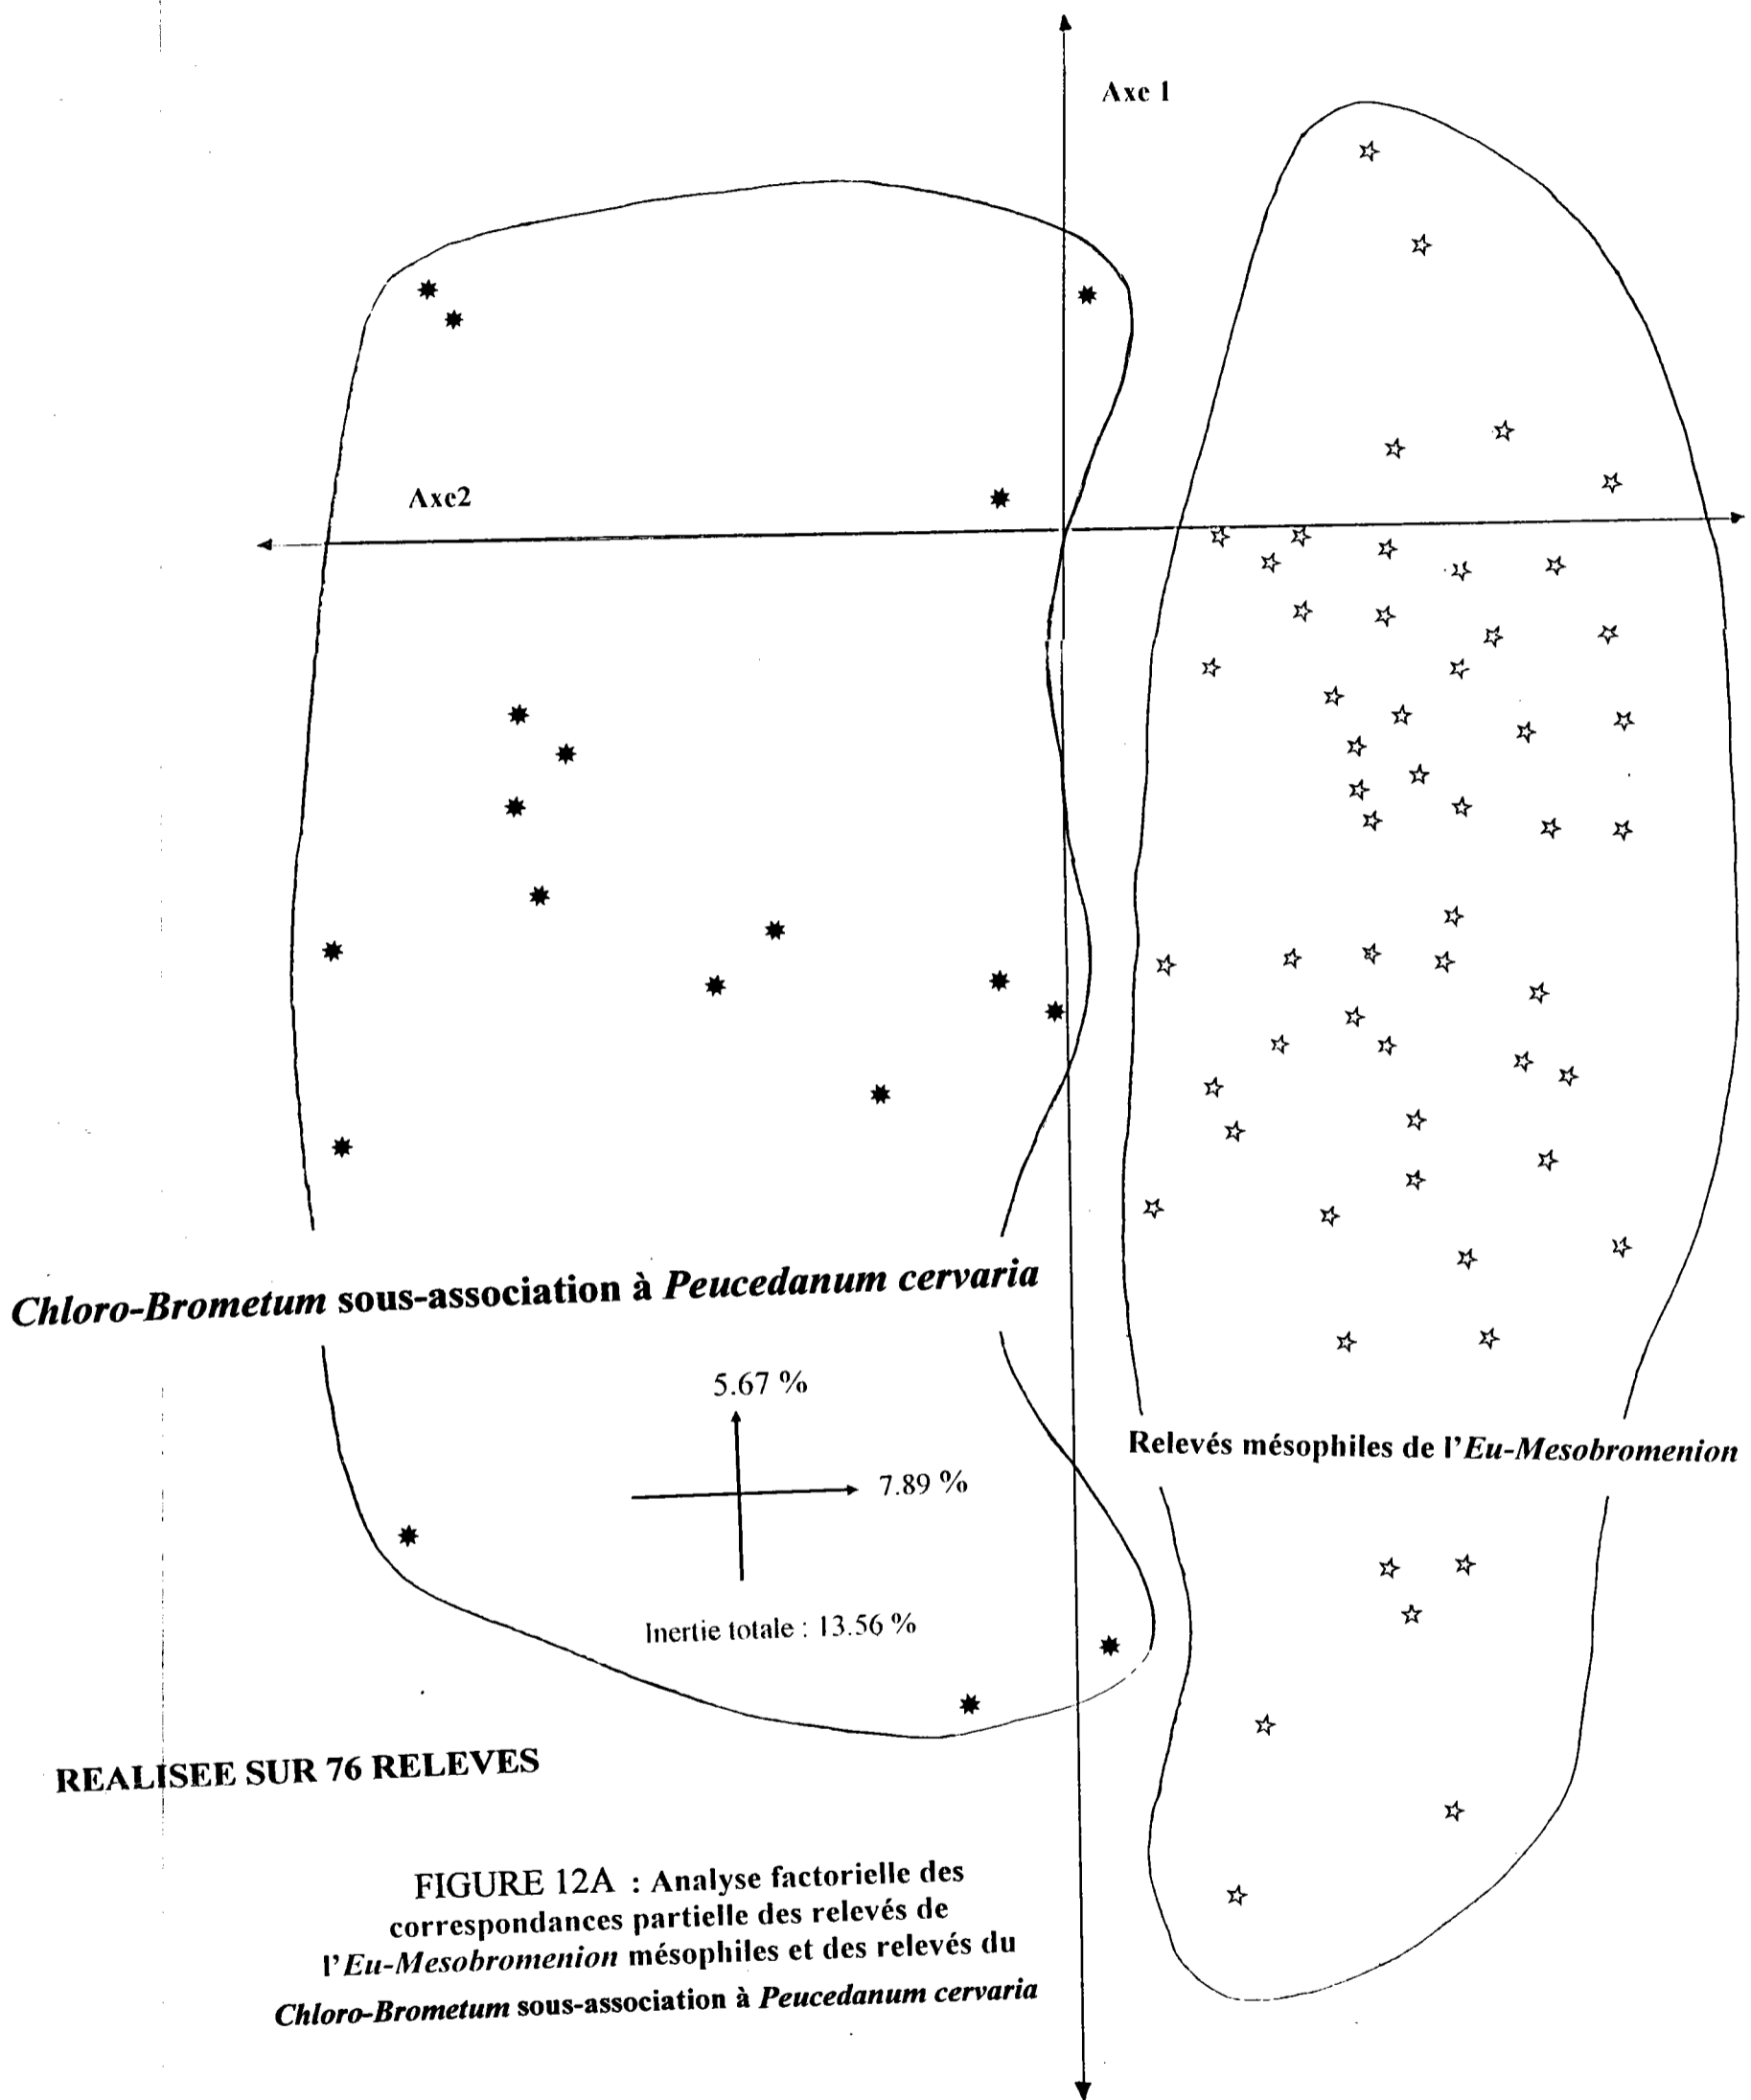 Axe 1
Axe2
Chloro-Brometum sous-association à Peucedanum cervaria
5.67 %
7.89 %
Relevés mésophiles de l'Eu-Mesobromenion
Inertie totale : 13.56 %
REALISEE SUR 76 RELEVES
FIGURE 12A : Analyse factorielle des
correspondances partielle des relevés de
l'Eu-Mesobromenion mésophiles et des relevés du
Chloro-Brometum sous-association à Peucedanum cervaria